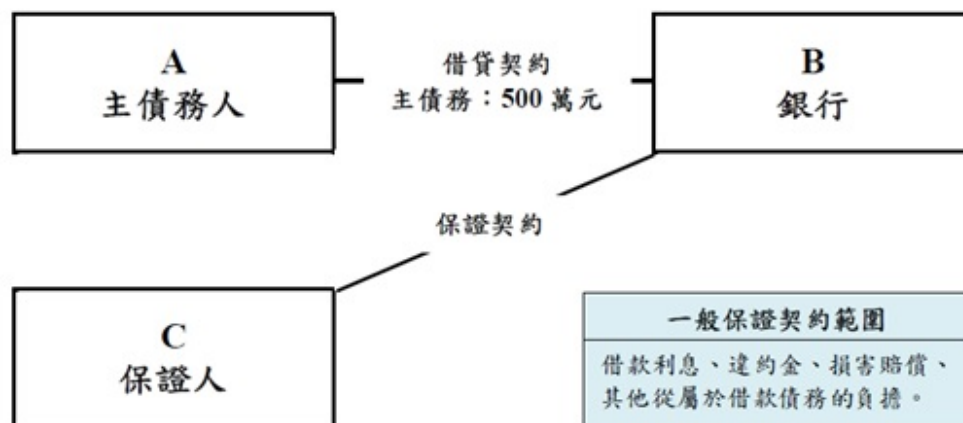 A
主債務人
借貸契約
主債務：500 萬元
B
銀行
保證契約
C
保證人
一般保證契約範圍
借款利息、違約金、損害賠償、
其他從屬於借款債務的負擔。